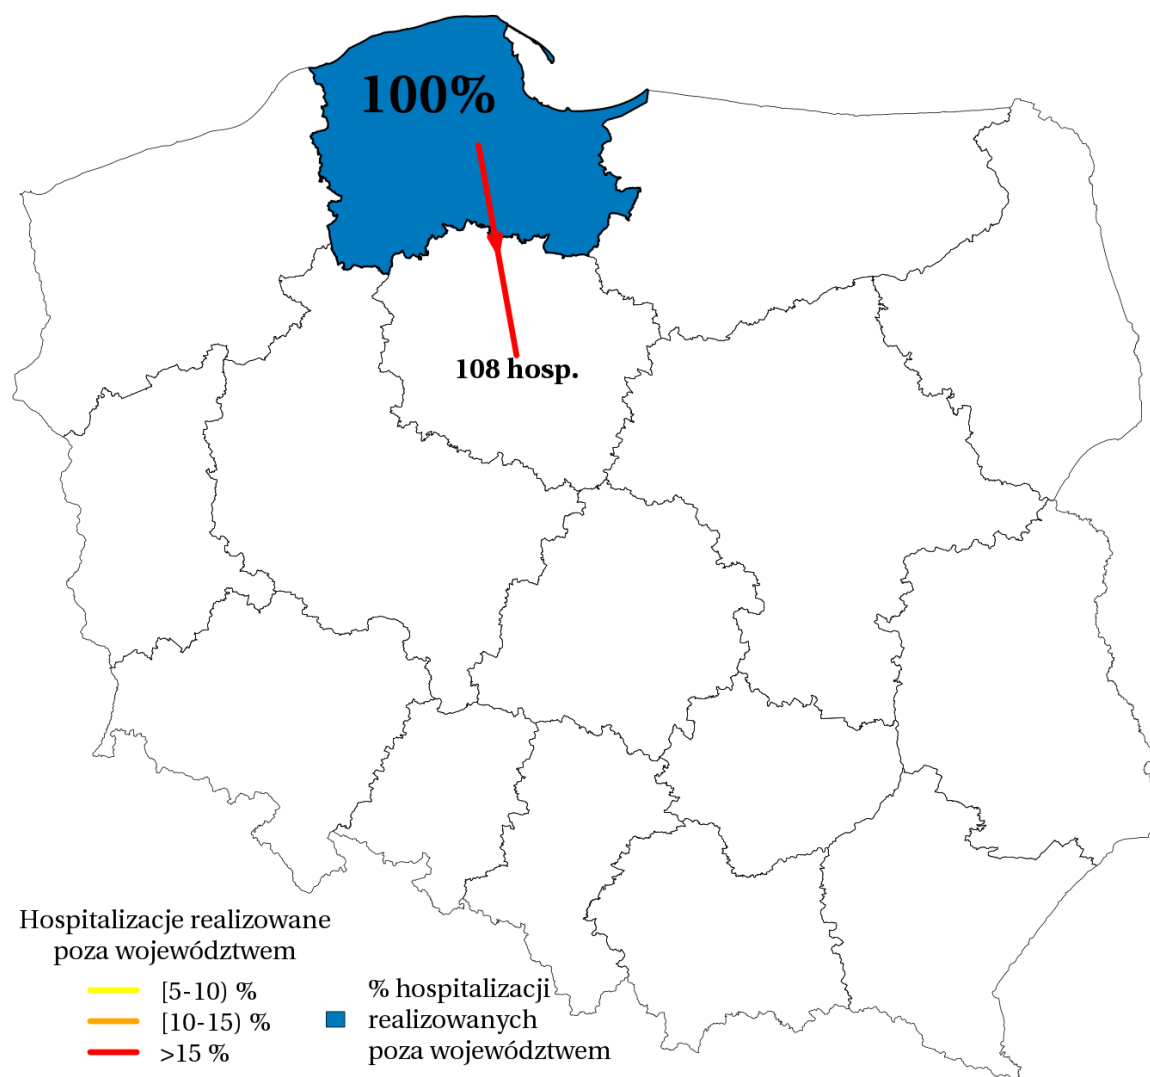 100%
108 hosp.
Hospitalizacje realizowane
poza województwem
[5-10) %
[10-15) %
>15 %
% hospitalizacji
realizowanych
poza województwem